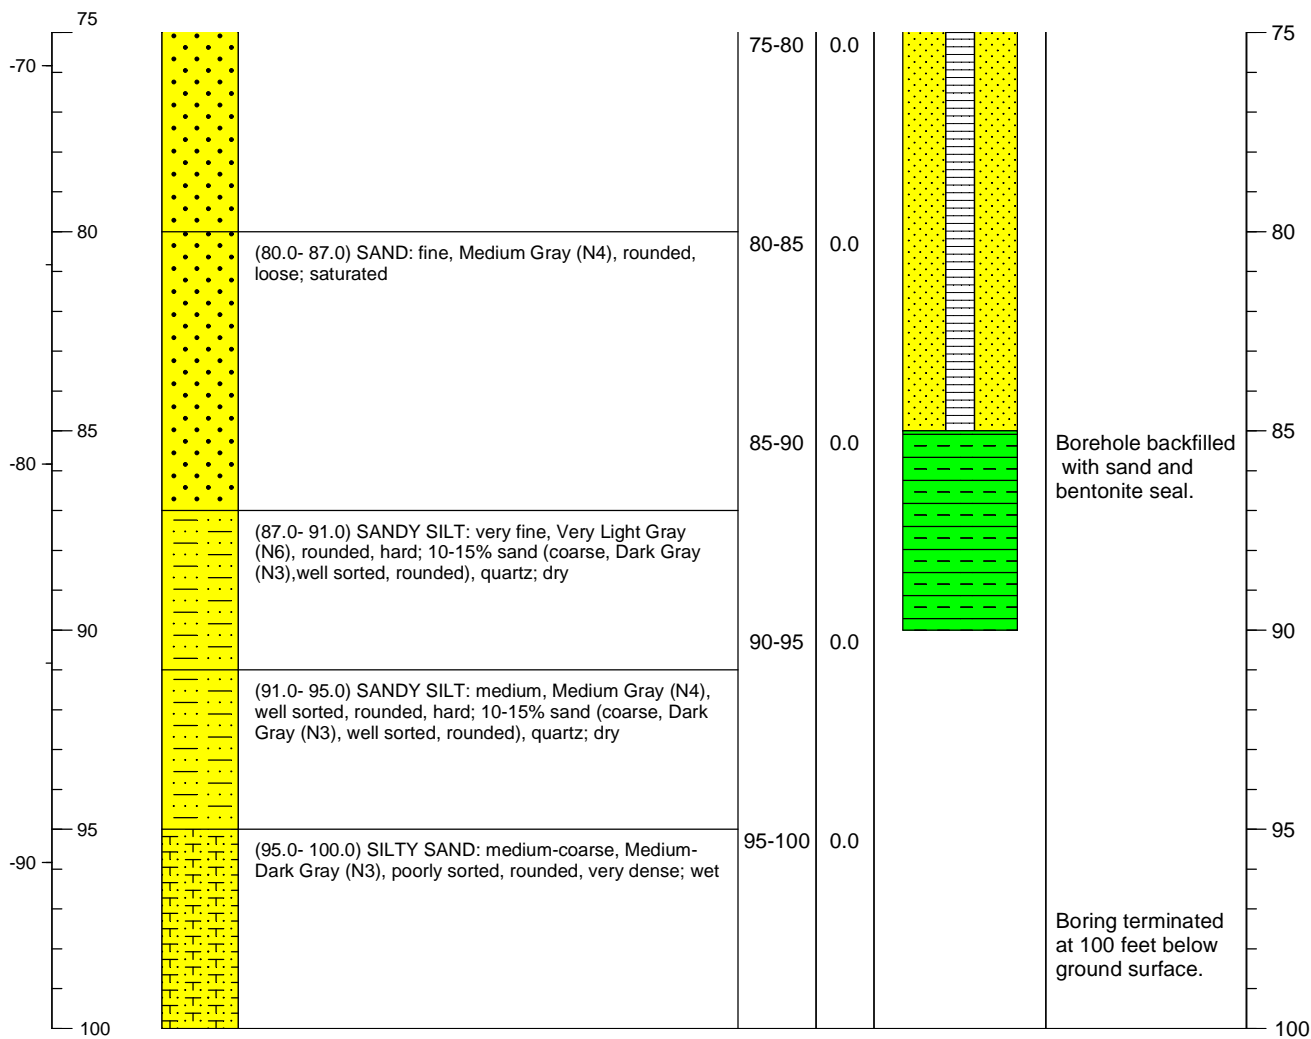 75
75-80 0.0
75
-70
80
(80.0- 87.0) SAND: fine, Medium Gray (N4), rounded,
loose; saturated
80-85 0.0
80
85
85-90 0.0
85
-80
Borehole backfilled
with sand and
bentonite seal.
(87.0- 91.0) SANDY SILT: very fine, Very Light Gray
(N6), rounded, hard; 10-15% sand (coarse, Dark Gray
(N3),well sorted, rounded), quartz; dry
90
90-95 0.0
90
(91.0- 95.0) SANDY SILT: medium, Medium Gray (N4),
well sorted, rounded, hard; 10-15% sand (coarse, Dark
Gray (N3), well sorted, rounded), quartz; dry
95
95-100 0.0
95
-90
(95.0- 100.0) SILTY SAND: medium-coarse, Medium-
Dark Gray (N3), poorly sorted, rounded, very dense; wet
Boring terminated
at 100 feet below
ground surface.
100
100